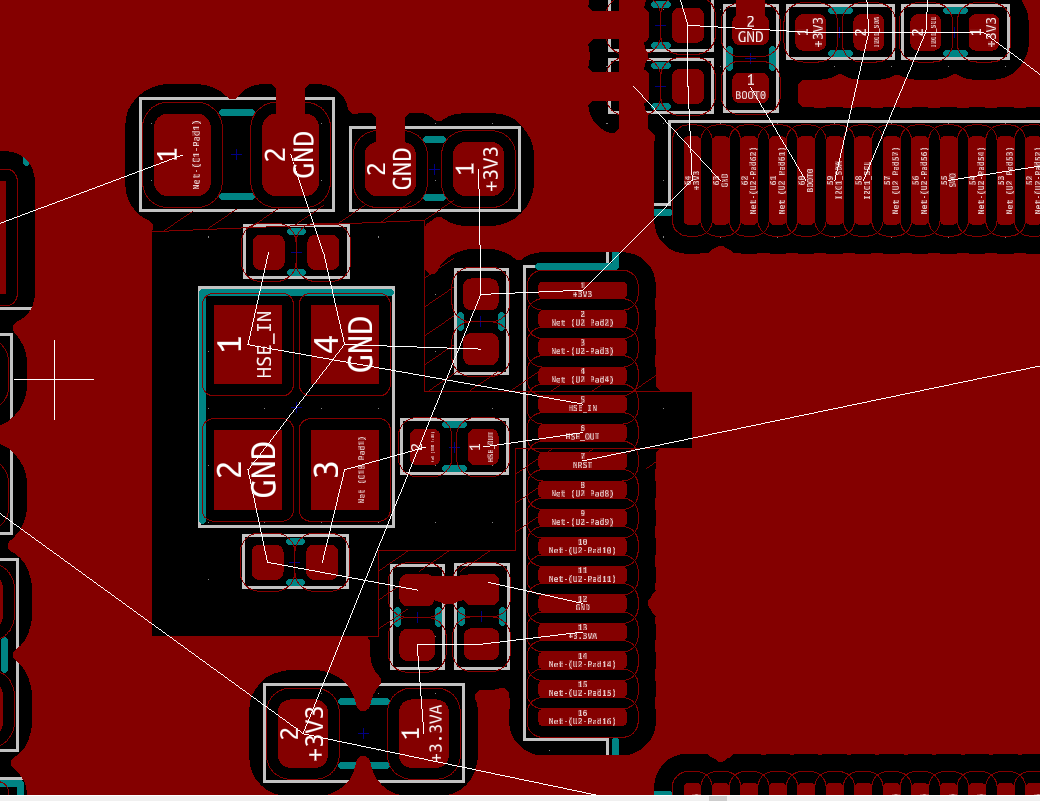 2
GND
1
+3V3
2
I2C1_SDA
2
I2C1_SCL
1
+3V3
1
BOOT0
1
Net-(C1-Pad1)
2
GND
2
GND
1
+3V3
64
+3V3
63
GND
62
Net-(U2-Pad62)
61
Net-(U2-Pad61)
60
BOOT0
59
I2C1_SDA
58
I2C1_SCL
57
Net-(U2-Pad57)
56
Net-(U2-Pad56)
55
54
Net-(U2-Pad54)
53
Net-(U2-Pad53)
52
Net-(U2-Pad52)
1
HSE_IN
4
GND
2
GND
3
2
1
HSE_OUT
1
+3V3
2
Net-(U2-Pad2)
3
Net-(U2-Pad3)
4
Net-(U2-Pad4)
5
HSE_IN
6
HSE_OUT
7
NRST
8
Net-(U2-Pad8)
9
Net-(U2-Pad9)
10
Net-(U2-Pad10)
11
Net-(U2-Pad11)
12
GND
13
+3.3VA
14
Net-(U2-Pad14)
15
Net-(U2-Pad15)
16
Net-(U2-Pad16)
2
+3V3
1
+3.3VA